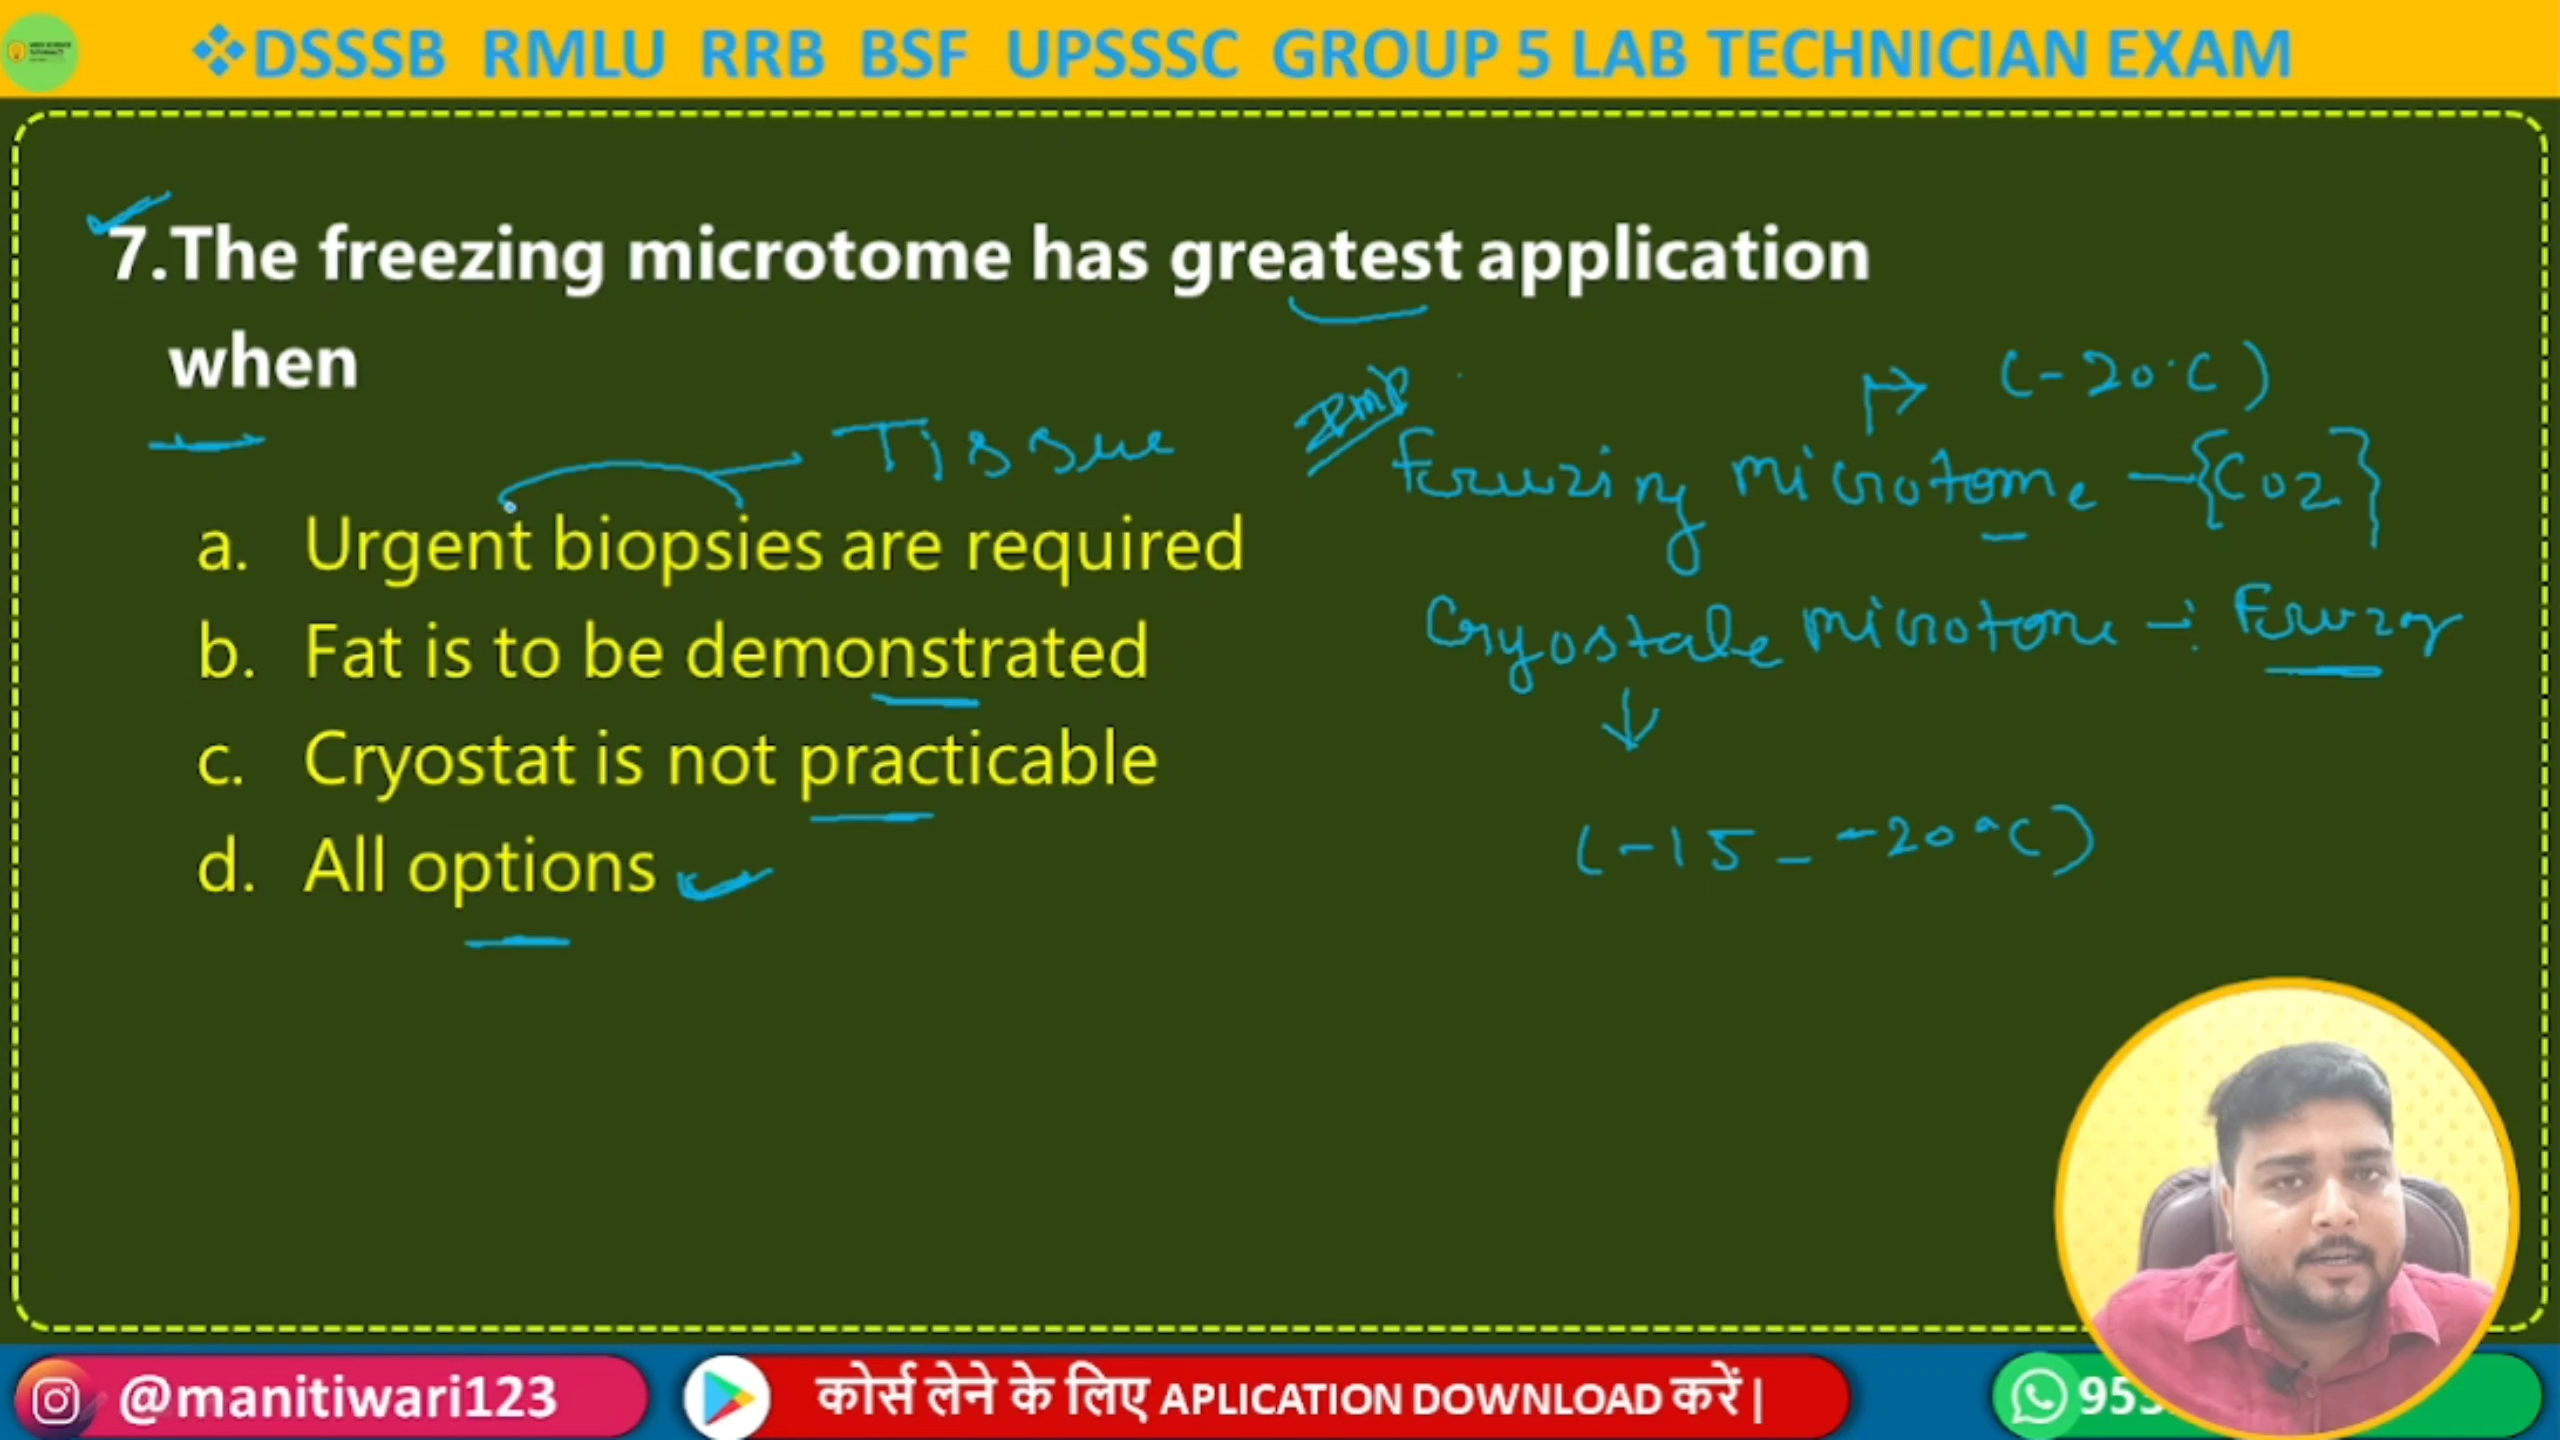 ❖DSSSB RMLU RRB BSF UPSSSC GROUP 5 LAB TECHNICIAN EXAM
7.The freezing microtome has greatest application
when
(-20°C)
Imp
Tissue
Freezing microtome - {CO2}
a. Urgent biopsies are required
Cryostate microtome -: Freezing
b. Fat is to be demonstrated
c. Cryostat is not practicable
(-15 - -20°C)
d. All options
@manitiwari123
कोर्स लेने के लिए APLICATION DOWNLOAD करें |